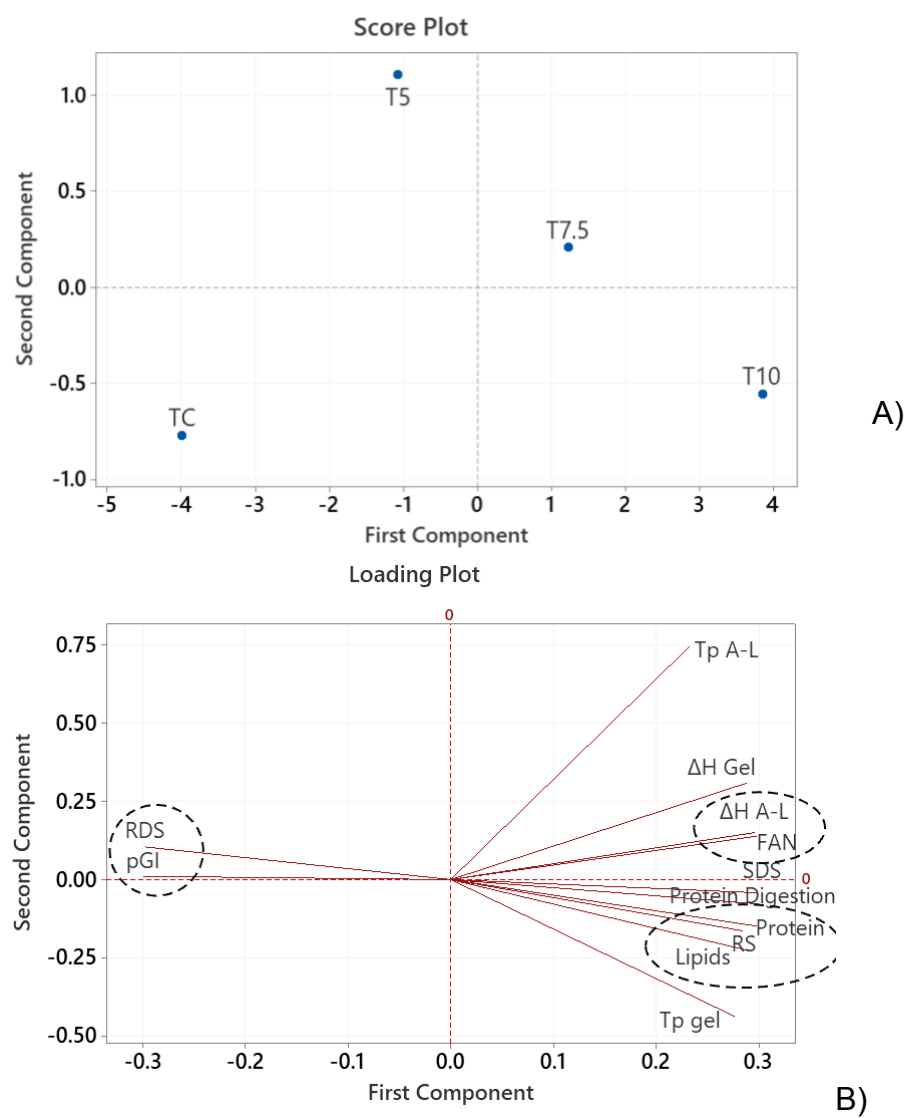 Score Plot
Second Component
1.0
0.5
0.0
-0.5
-1.0
T5
T7.5
T10
TC
A)
-5 -4 -3 -2 -1 0 1 2 3 4
First Component
Loading Plot
0
Second Component
0.75
0.50
0.25
0.00
-0.25
-0.50
Tp A-L
ΔH Gel
ΔH A-L
RDS
FAN
pGI
SDS
0
Protein Digestion
Protein
RS
Lipids
Tp gel
-0.3 -0.2 -0.1 0.0 0.1 0.2 0.3
First Component
B)